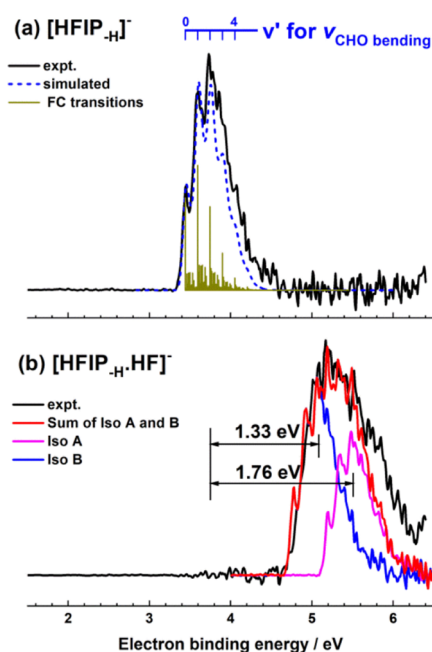 (a) [HFIP-H]-
0 2 4 v' for vCHO bending
expt.
simulated
FC transitions
(b) [HFIP-H.HF]-
expt.
Sum of Iso A and B
Iso A
Iso B
1.33 eV
1.76 eV
2 3 4 5 6
Electron binding energy / eV